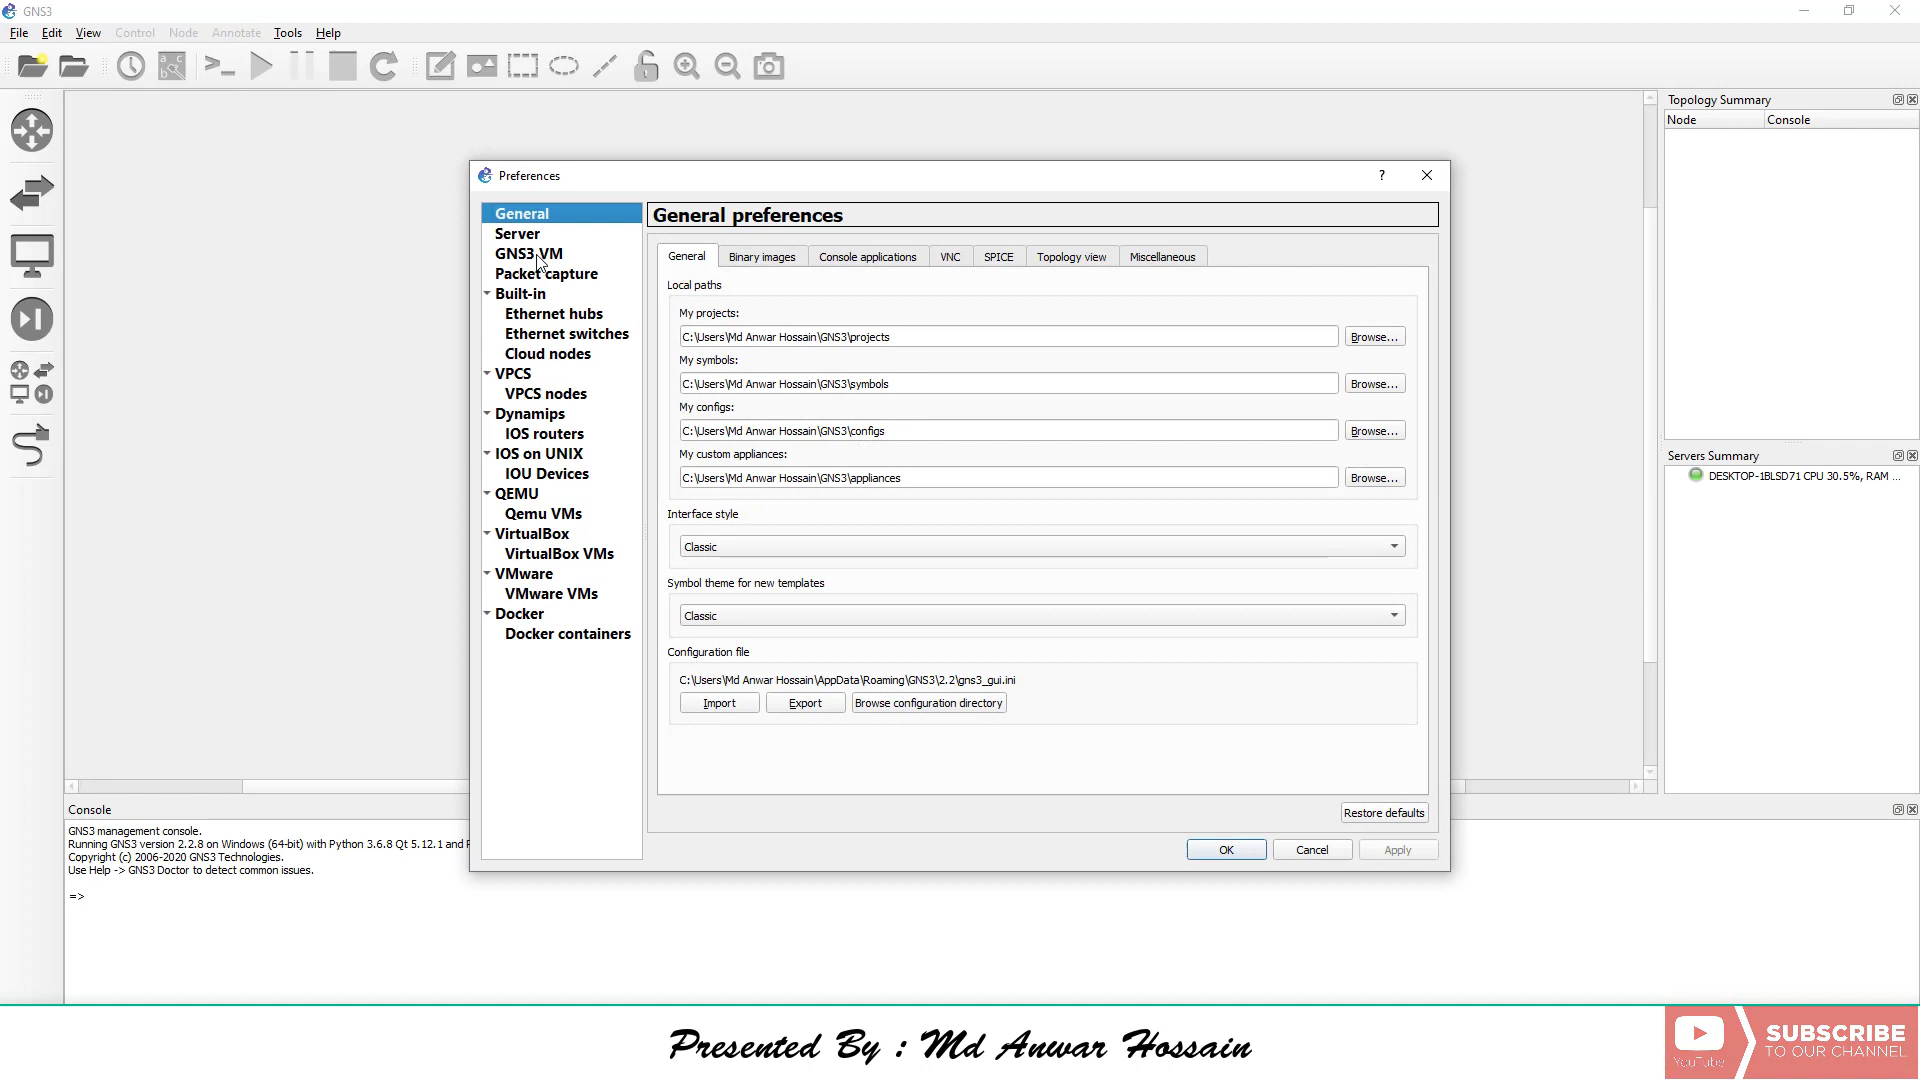 GNS3
File Edit View Control Node Annotate Tools Help
Topology Summary
Node Console
Servers Summary
DESKTOP-1BLSD71 CPU 30.5%, RAM ...
Preferences
?
General
Server
GNS3 VM
Packet capture
Built-in
Ethernet hubs
Ethernet switches
Cloud nodes
VPCS
VPCS nodes
Dynamips
IOS routers
IOS on UNIX
IOU Devices
QEMU
Qemu VMs
VirtualBox
VirtualBox VMs
VMware
VMware VMs
Docker
Docker containers
General preferences
General Binary images Console applications VNC SPICE Topology view Miscellaneous
Local paths
My projects:
C:\Users\Md Anwar Hossain\GNS3\projects Browse...
My symbols:
C:\Users\Md Anwar Hossain\GNS3\symbols Browse...
My configs:
C:\Users\Md Anwar Hossain\GNS3\configs Browse...
My custom appliances:
C:\Users\Md Anwar Hossain\GNS3\appliances Browse...
Interface style
Classic
Symbol theme for new templates
Classic
Configuration file
C:\Users\Md Anwar Hossain\AppData\Roaming\GNS3\2.2\gns3_gui.ini
Import Export Browse configuration directory
Restore defaults
OK Cancel Apply
Console
GNS3 management console.
Running GNS3 version 2.2.8 on Windows (64-bit) with Python 3.6.8 Qt 5.12.1 and
Copyright (c) 2006-2020 GNS3 Technologies.
Use Help -> GNS3 Doctor to detect common issues.
=>
Presented By : Md Anwar Hossain
YouTube
SUBSCRIBE
TO OUR CHANNEL